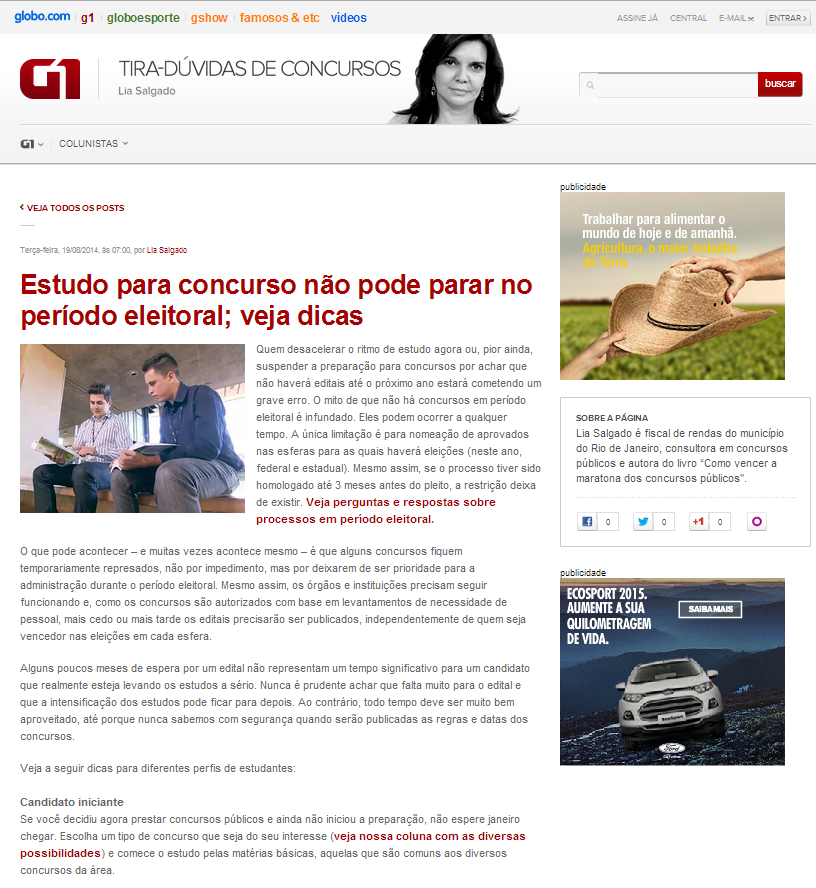 globo.com g1 globoesporte gshow famosos & etc vídeos
ASSINE JÁ CENTRAL E-MAIL ENTRAR
G1
TIRA-DÚVIDAS DE CONCURSOS
Lia Salgado
buscar
G1 COLUNISTAS
VEJA TODOS OS POSTS
Terça-feira, 19/08/2014, às 07:00, por Lia Salgado
Estudo para concurso não pode parar no
período eleitoral; veja dicas
Quem desacelerar o ritmo de estudo agora ou, pior ainda,
suspender a preparação para concursos por achar que
não haverá editais até o próximo ano estará cometendo um
grave erro. O mito de que não há concursos em período
eleitoral é infundado. Eles podem ocorrer a qualquer
tempo. A única limitação é para nomeação de aprovados
nas esferas para as quais haverá eleições (neste ano,
federal e estadual). Mesmo assim, se o processo tiver sido
homologado até 3 meses antes do pleito, a restrição deixa
de existir. Veja perguntas e respostas sobre
processos em período eleitoral.
O que pode acontecer – e muitas vezes acontece mesmo – é que alguns concursos fiquem
temporariamente represados, não por impedimento, mas por deixarem de ser prioridade para a
administração durante o período eleitoral. Mesmo assim, os órgãos e instituições precisam seguir
funcionando e, como os concursos são autorizados com base em levantamentos de necessidade de
pessoal, mais cedo ou mais tarde os editais precisarão ser publicados, independentemente de quem seja
vencedor nas eleições em cada esfera.
Alguns poucos meses de espera por um edital não representam um tempo significativo para um candidato
que realmente esteja levando os estudos a sério. Nunca é prudente achar que falta muito para o edital e
que a intensificação dos estudos pode ficar para depois. Ao contrário, todo tempo deve ser muito bem
aproveitado, até porque nunca sabemos com segurança quando serão publicadas as regras e datas dos
concursos.
Veja a seguir dicas para diferentes perfis de estudantes:
Candidato iniciante
Se você decidiu agora prestar concursos públicos e ainda não iniciou a preparação, não espere janeiro
chegar. Escolha um tipo de concurso que seja do seu interesse (veja nossa coluna com as diversas
possibilidades) e comece o estudo pelas matérias básicas, aquelas que são comuns aos diversos
concursos da área.
publicidade
Trabalhar para alimentar o
mundo de hoje e de amanhã.
Agricultura, o maior trabalho
da Terra
SOBRE A PÁGINA
Lia Salgado é fiscal de rendas do município
do Rio de Janeiro, consultora em concursos
públicos e autora do livro “Como vencer a
maratona dos concursos públicos”.
0 0 +1 0
publicidade
ECOSPORT 2015.
AUMENTE A SUA
QUILOMETRAGEM
DE VIDA.
SAIBA MAIS
EcoSport
Ford